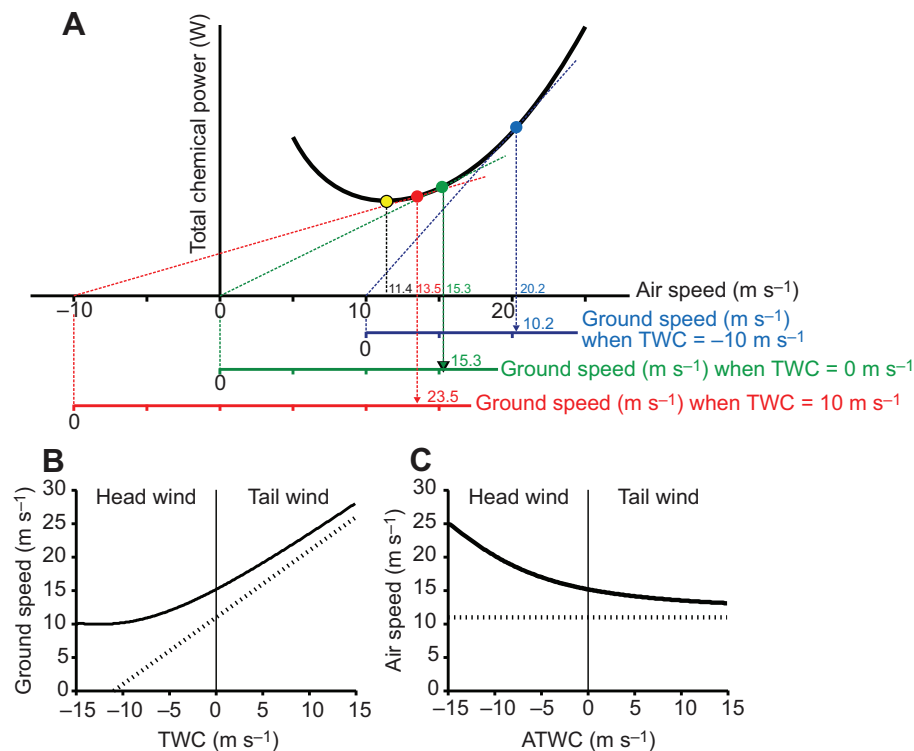 A
Total chemical power (W)
11.4 13.5 15.3 20.2
Air speed (m s–1)
–10 0 10 20
10.2
Ground speed (m s–1)
when TWC = –10 m s–1
0
15.3
Ground speed (m s–1) when TWC = 0 m s–1
0
23.5
Ground speed (m s–1) when TWC = 10 m s–1
0
B
Head wind Tail wind
Ground speed (m s–1)
30
25
20
15
10
5
0
–15 –10 –5 0 5 10 15
TWC (m s–1)
C
Head wind Tail wind
Air speed (m s–1)
30
25
20
15
10
5
0
–15 –10 –5 0 5 10 15
ATWC (m s–1)